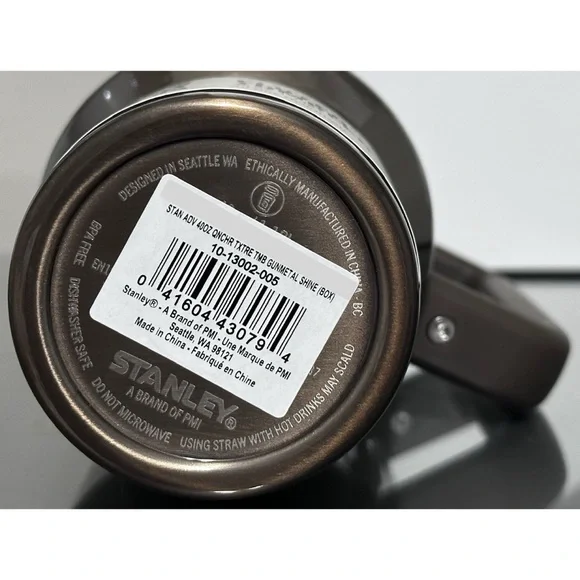 DESIGNED IN SEATTLE WA
ETHICALLY MANUFACTURED IN CHINA
BC
BPA FREE
EN1
DISHWASHER SAFE
STAN ADV 40OZ QNCHR TXTRE TMB GUNMETAL SHINE (BOX)
10-13002-005
0 41604 43079 4
Stanley® - A Brand of PMI - Une Marque de PMI
Seattle, WA 98121
Made in China - Fabriqué en Chine
STANLEY®
A BRAND OF PMI
DO NOT MICROWAVE
USING STRAW WITH HOT DRINKS MAY SCALD